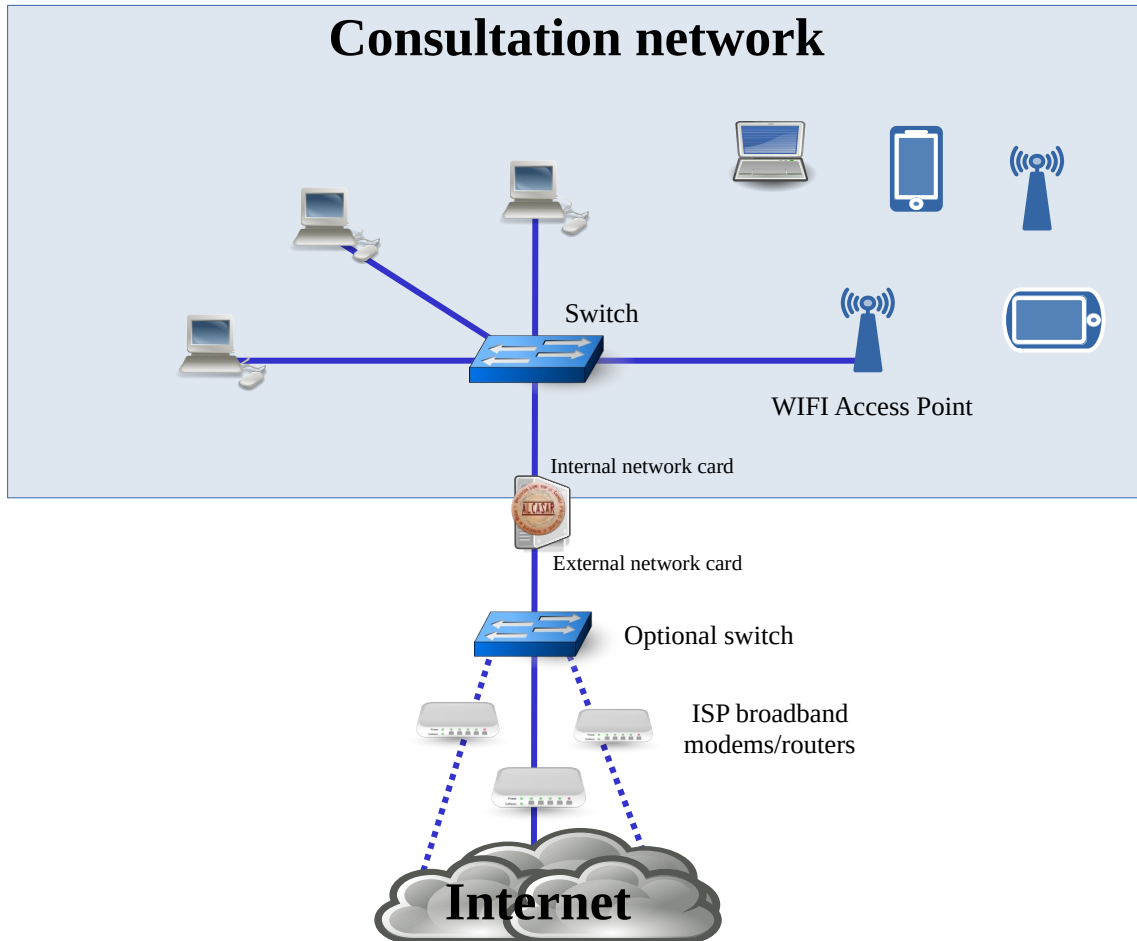 Consultation network
Switch
WIFI Access Point
Internal network card
ALCASAR
External network card
Optional switch
ISP broadband
modems/routers
Internet